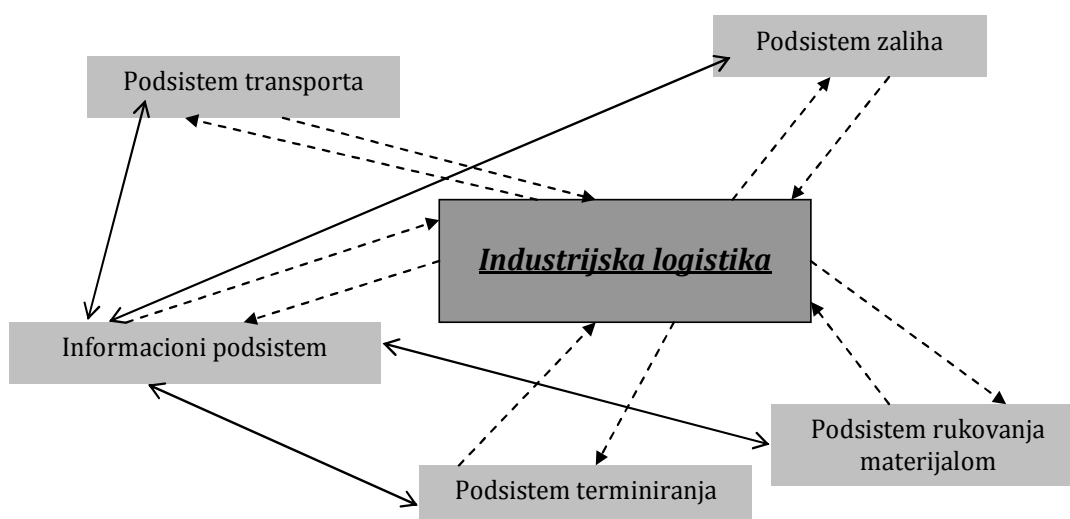 Podsistem zaliha
Podsistem transporta
Industrijska logistika
Informacioni podsistem
Podsistem rukovanja
materijalom
Podsistem terminiranja